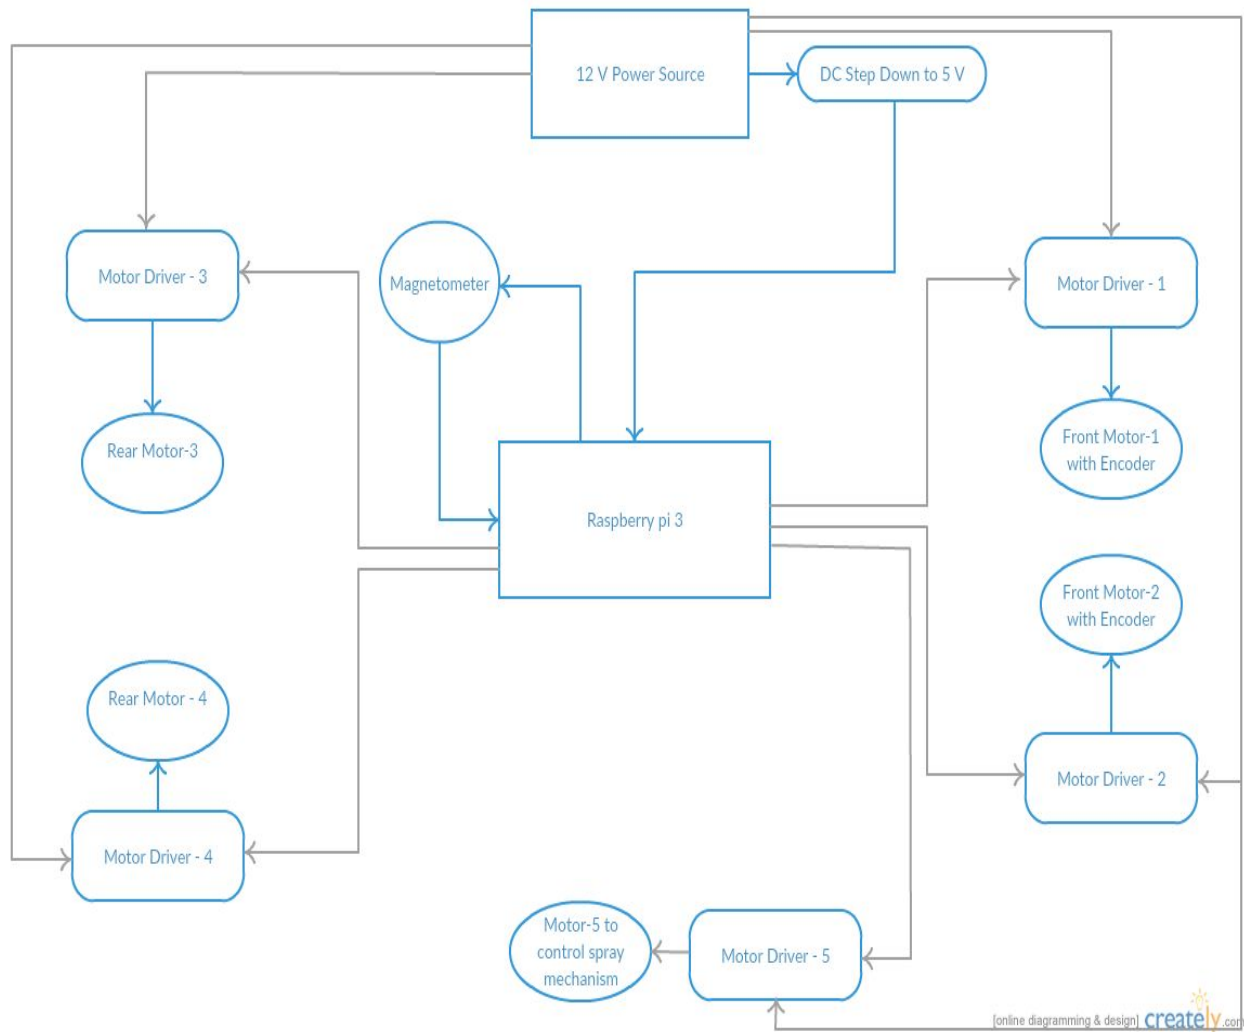 12 V Power Source
DC Step Down to 5 V
Motor Driver - 3
Magnetometer
Motor Driver - 1
Rear Motor-3
Front Motor-1
with Encoder
Raspberry pi 3
Front Motor-2
with Encoder
Rear Motor - 4
Motor Driver - 2
Motor Driver - 4
Motor-5 to
control spray
mechanism
Motor Driver - 5
[online diagramming & design] creately.com